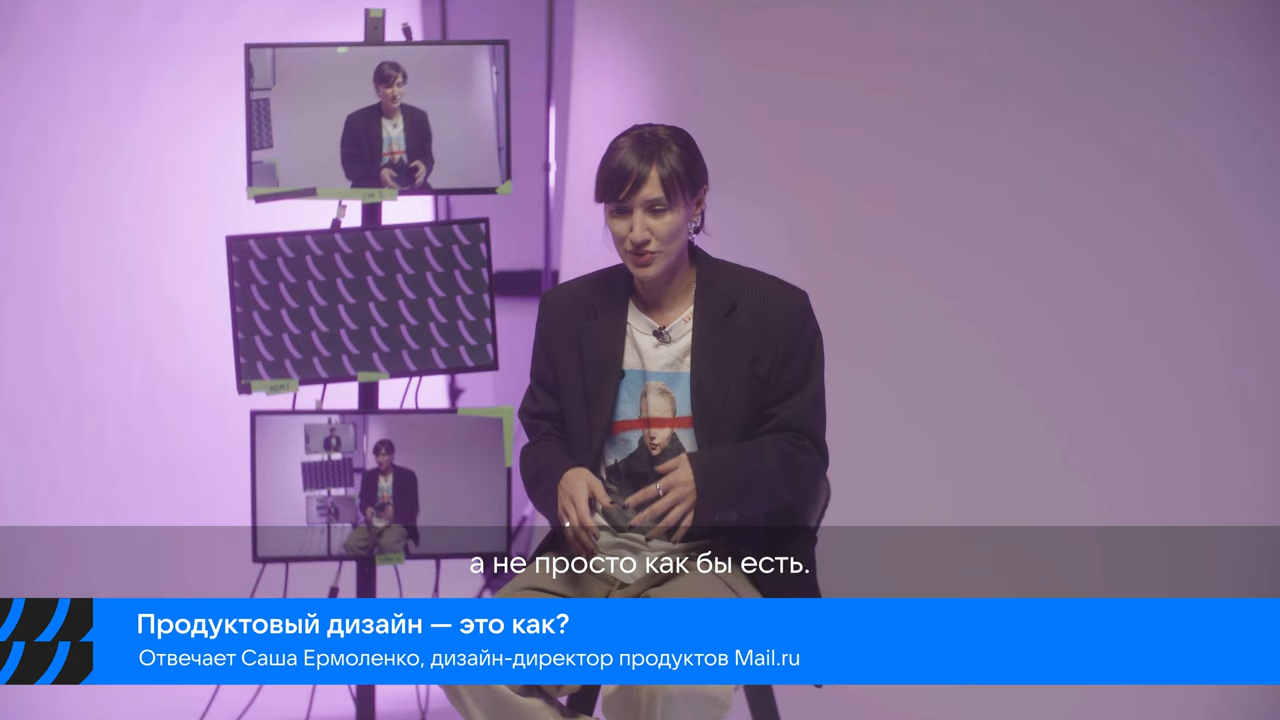 а не просто как бы есть.
Продуктовый дизайн — это как?
Отвечает Саша Ермоленко, дизайн-директор продуктов Mail.ru